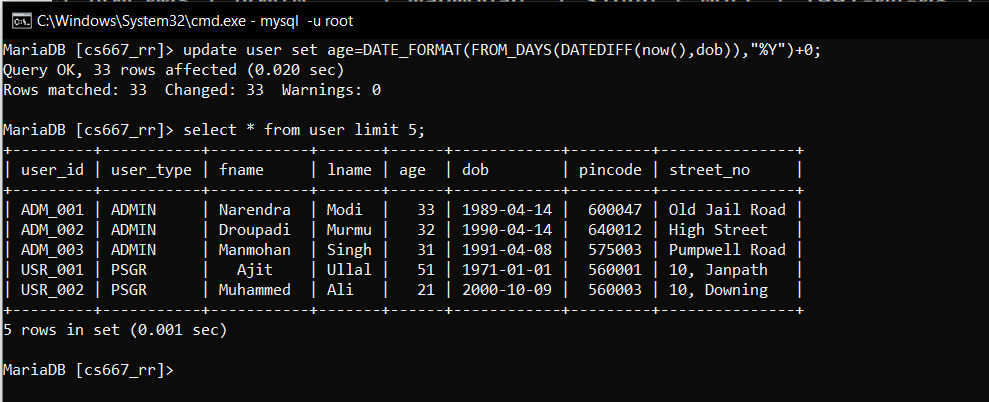 C:\Windows\System32\cmd.exe - mysql  -u root
MariaDB [cs667_rr]> update user set age=DATE_FORMAT(FROM_DAYS(DATEDIFF(now(),dob)),"%Y")+0;
Query OK, 33 rows affected (0.020 sec)
Rows matched: 33  Changed: 33  Warnings: 0
MariaDB [cs667_rr]> select * from user limit 5;
+---------+-----------+-----------+-------+------+------------+---------+---------------+
| user_id | user_type | fname     | lname | age  | dob        | pincode | street_no     |
+---------+-----------+-----------+-------+------+------------+---------+---------------+
| ADM_001 | ADMIN     | Narendra  | Modi  |   33 | 1989-04-14 |  600047 | Old Jail Road |
| ADM_002 | ADMIN     | Droupadi  | Murmu |   32 | 1990-04-14 |  640012 | High Street   |
| ADM_003 | ADMIN     | Manmohan  | Singh |   31 | 1991-04-08 |  575003 | Pumpwell Road |
| USR_001 | PSGR      |   Ajit    | Ullal |   51 | 1971-01-01 |  560001 | 10, Janpath   |
| USR_002 | PSGR      | Muhammed  | Ali   |   21 | 2000-10-09 |  560003 | 10, Downing   |
+---------+-----------+-----------+-------+------+------------+---------+---------------+
5 rows in set (0.001 sec)
MariaDB [cs667_rr]>